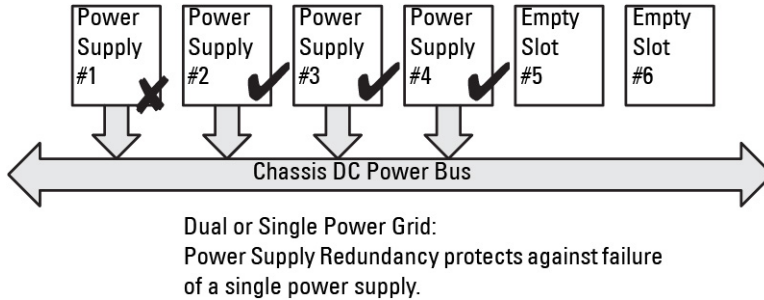 Power
Supply
#1
Power
Supply
#2
Power
Supply
#3
Power
Supply
#4
Empty
Slot
#5
Empty
Slot
#6
Chassis DC Power Bus
Dual or Single Power Grid:
Power Supply Redundancy protects against failure
of a single power supply.